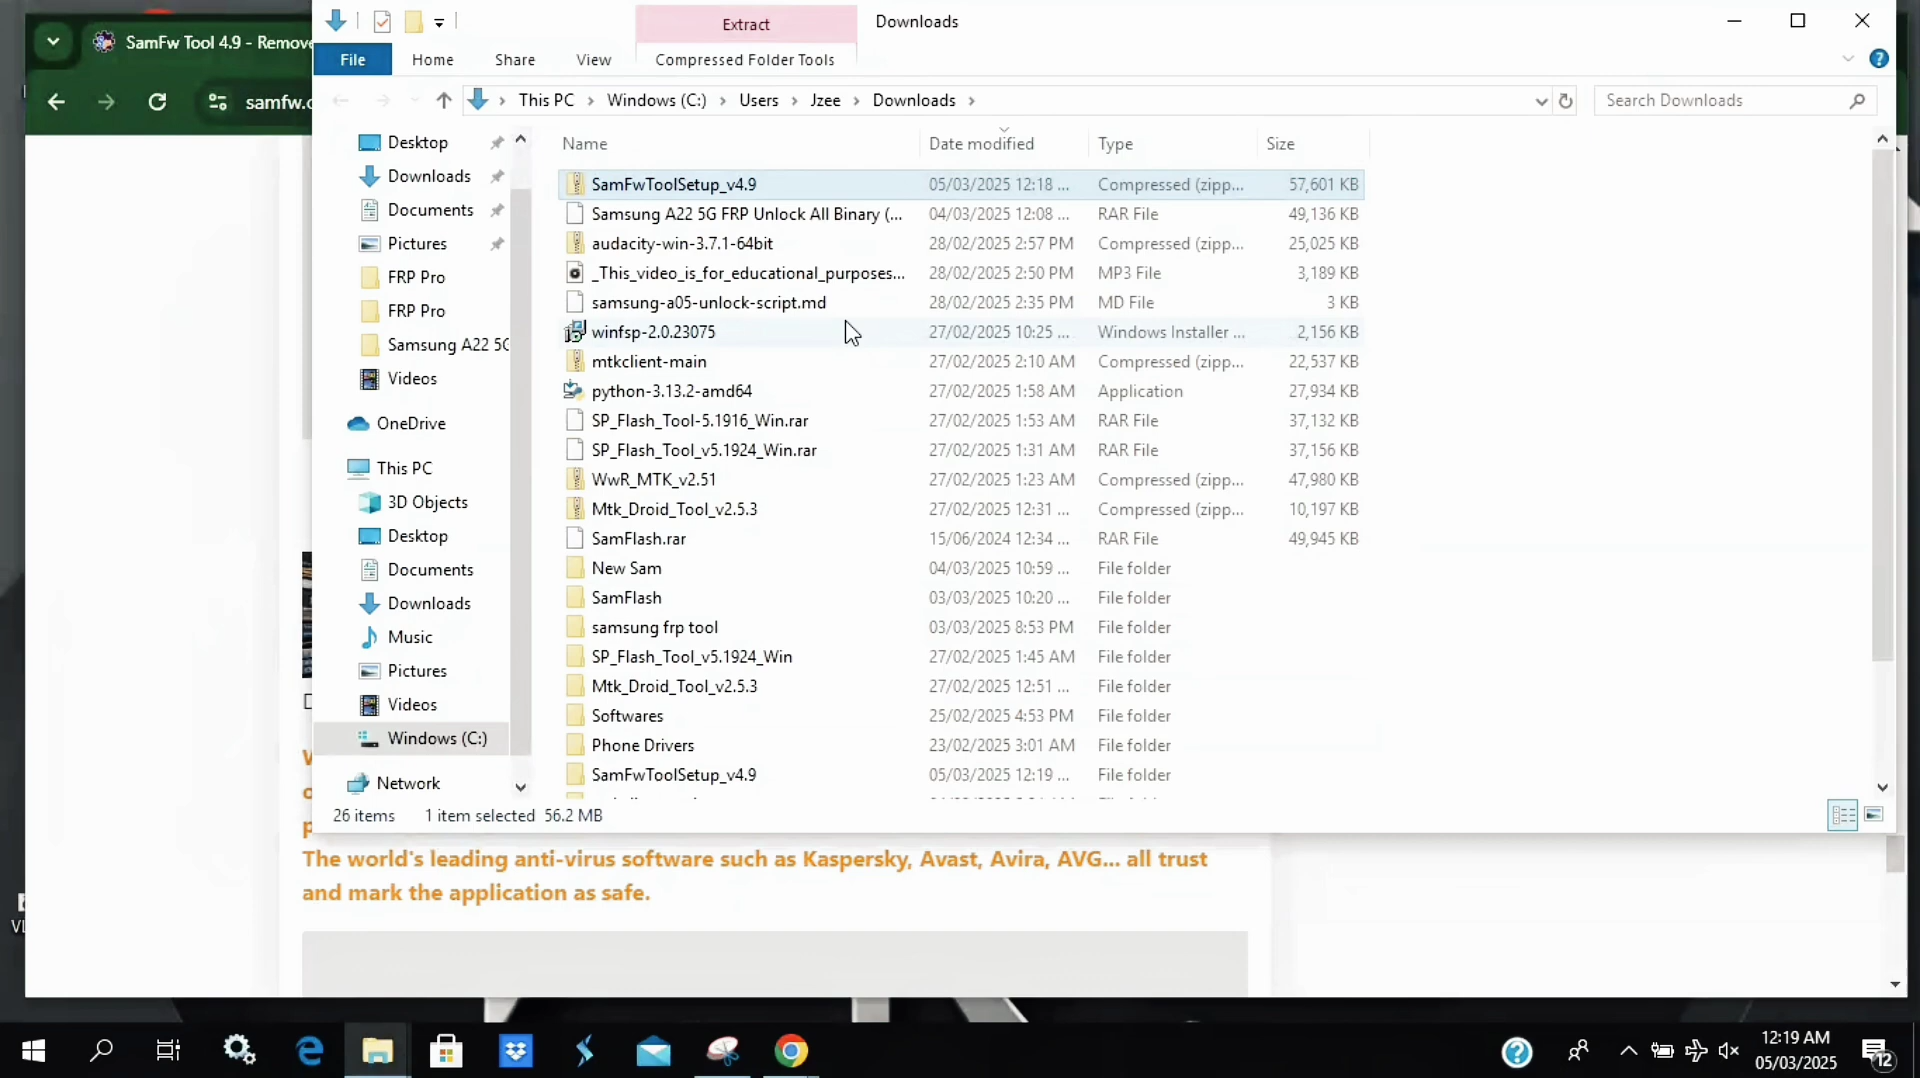 SamFw Tool 4.9 - Remove
samfw.c
Extract
Downloads
File
Home
Share
View
Compressed Folder Tools
This PC > Windows (C:) > Users > Jzee > Downloads >
Search Downloads
Desktop
Downloads
Documents
Pictures
FRP Pro
FRP Pro
Samsung A22 5G
Videos
OneDrive
This PC
3D Objects
Desktop
Documents
Downloads
Music
Pictures
Videos
Windows (C:)
Network
Name Date modified Type Size
SamFwToolSetup_v4.9 05/03/2025 12:18 ... Compressed (zipp... 57,601 KB
Samsung A22 5G FRP Unlock All Binary (... 04/03/2025 12:08 ... RAR File 49,136 KB
audacity-win-3.7.1-64bit 28/02/2025 2:57 PM Compressed (zipp... 25,025 KB
_This_video_is_for_educational_purposes... 28/02/2025 2:50 PM MP3 File 3,189 KB
samsung-a05-unlock-script.md 28/02/2025 2:35 PM MD File 3 KB
winfsp-2.0.23075 27/02/2025 10:25 ... Windows Installer ... 2,156 KB
mtkclient-main 27/02/2025 2:10 AM Compressed (zipp... 22,537 KB
python-3.13.2-amd64 27/02/2025 1:58 AM Application 27,934 KB
SP_Flash_Tool-5.1916_Win.rar 27/02/2025 1:53 AM RAR File 37,132 KB
SP_Flash_Tool_v5.1924_Win.rar 27/02/2025 1:31 AM RAR File 37,156 KB
WwR_MTK_v2.51 27/02/2025 1:23 AM Compressed (zipp... 47,980 KB
Mtk_Droid_Tool_v2.5.3 27/02/2025 12:31 ... Compressed (zipp... 10,197 KB
SamFlash.rar 15/06/2024 12:34 ... RAR File 49,945 KB
New Sam 04/03/2025 10:59 ... File folder
SamFlash 03/03/2025 10:20 ... File folder
samsung frp tool 03/03/2025 8:53 PM File folder
SP_Flash_Tool_v5.1924_Win 27/02/2025 1:45 AM File folder
Mtk_Droid_Tool_v2.5.3 27/02/2025 12:51 ... File folder
Softwares 25/02/2025 4:53 PM File folder
Phone Drivers 23/02/2025 3:01 AM File folder
SamFwToolSetup_v4.9 05/03/2025 12:19 ... File folder
26 items 1 item selected 56.2 MB
The world's leading anti-virus software such as Kaspersky, Avast, Avira, AVG... all trust
and mark the application as safe.
VL
12:19 AM
05/03/2025
12